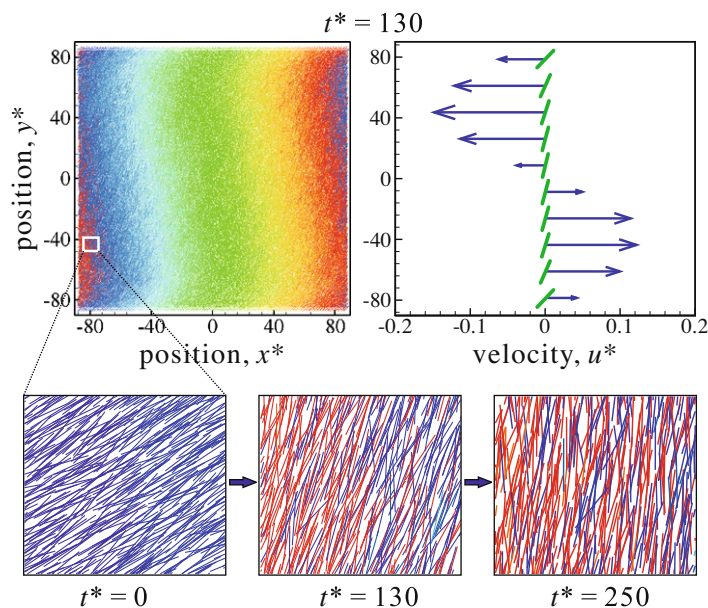 t* = 130
80
40
0
-40
-80
position, y*
-80
-40
0
40
80
position, x*
80
40
0
-40
-80
-0.2
-0.1
0
0.1
0.2
velocity, u*
t* = 0
t* = 130
t* = 250